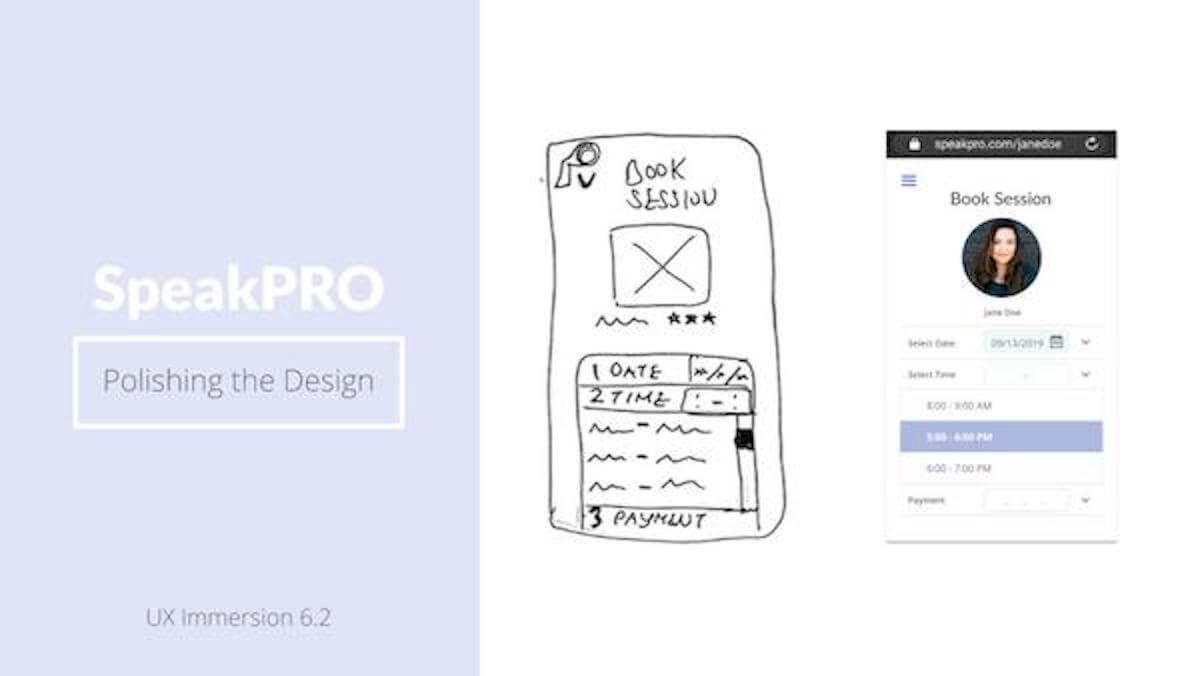 SpeakPRO
Polishing the Design
UX Immersion 6.2
BOOK
SESSION
1 DATE
2 TIME : - :
3 PAYMENT
speakpro.com/janedoe
Book Session
Jane Doe
Select Date 09/13/2019
Select Time -
8:00 - 9:00 AM
5:00 - 6:00 PM
6:00 - 7:00 PM
Payment